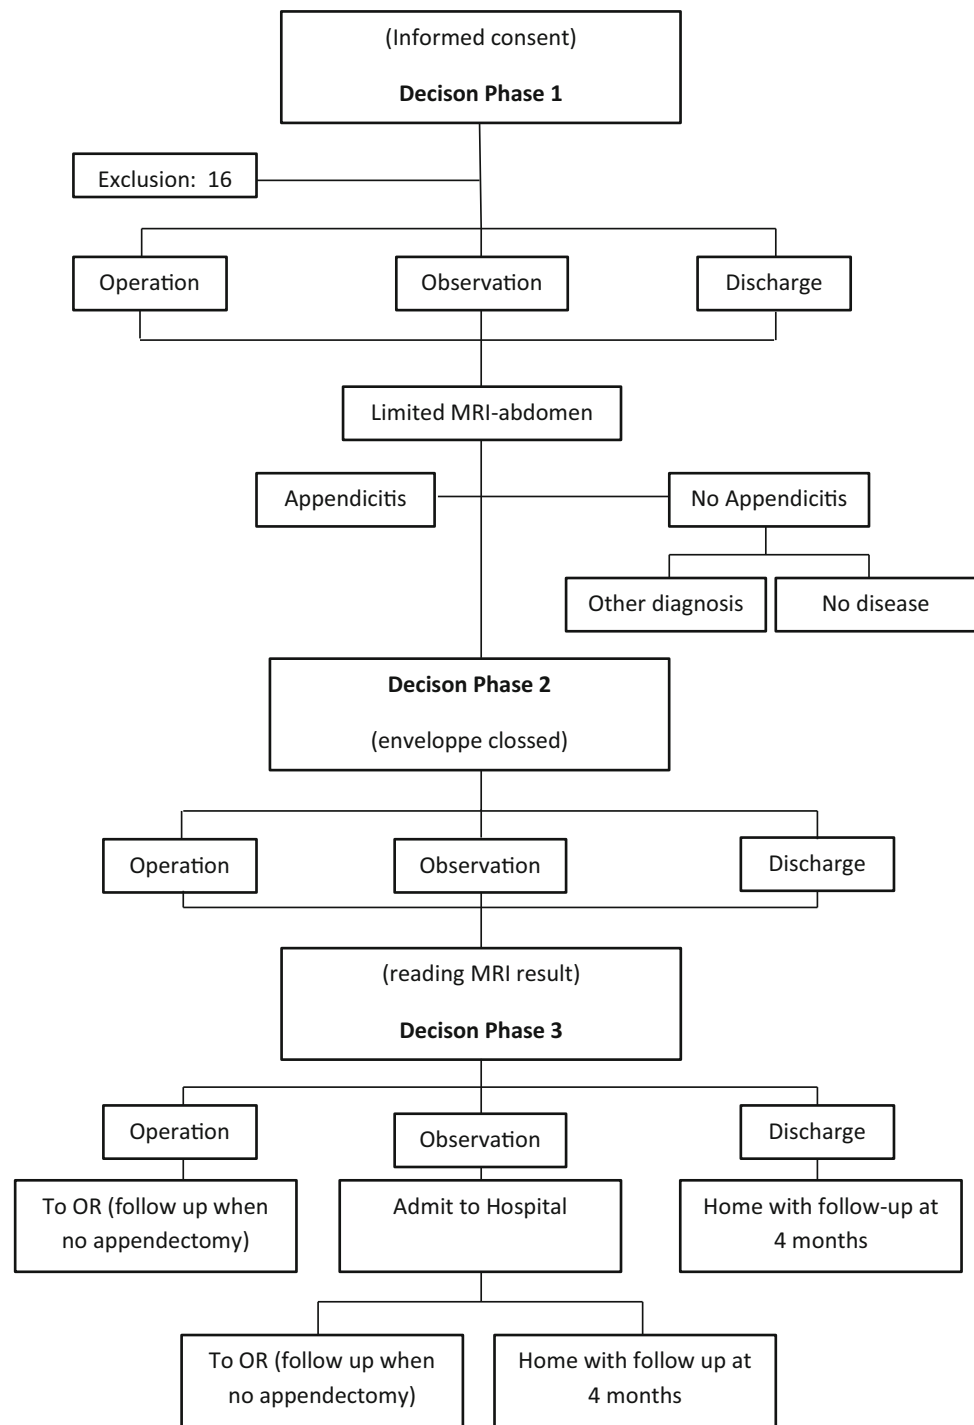 (Informed consent)
Decison Phase 1
Exclusion: 16
Operation
Observation
Discharge
Limited MRI-abdomen
Appendicitis
No Appendicitis
Other diagnosis
No disease
Decison Phase 2
(enveloppe clossed)
Operation
Observation
Discharge
(reading MRI result)
Decison Phase 3
Operation
Observation
Discharge
To OR (follow up when
no appendectomy)
Admit to Hospital
Home with follow-up at
4 months
To OR (follow up when
no appendectomy)
Home with follow up at
4 months